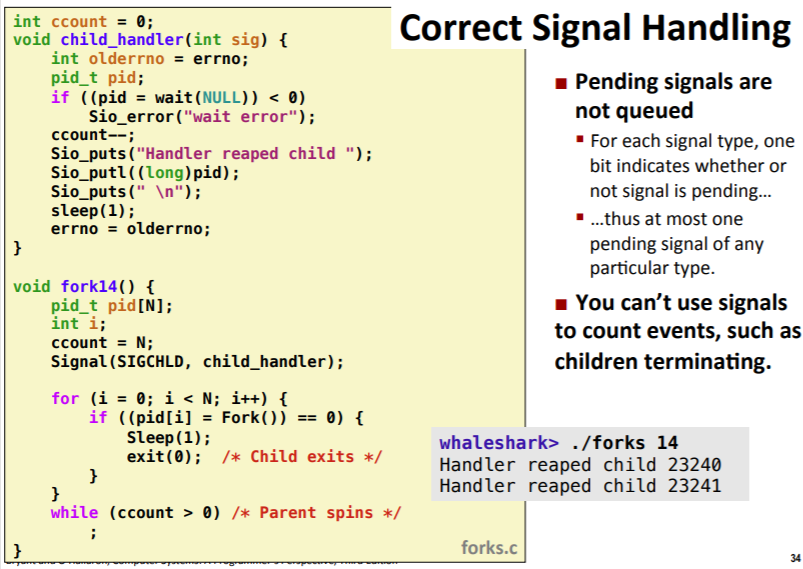 Correct Signal Handling
int ccount = 0;
void child_handler(int sig) {
    int olderrno = errno;
    pid_t pid;
    if ((pid = wait(NULL)) < 0)
        Sio_error("wait error");
    ccount--;
    Sio_puts("Handler reaped child ");
    Sio_putl((long)pid);
    Sio_puts(" \n");
    sleep(1);
    errno = olderrno;
}
void fork14() {
    pid_t pid[N];
    int i;
    ccount = N;
    Signal(SIGCHLD, child_handler);
    for (i = 0; i < N; i++) {
        if ((pid[i] = Fork()) == 0) {
            Sleep(1);
            exit(0);  /* Child exits */
        }
    }
    while (ccount > 0) /* Parent spins */
        ;
}
forks.c
■ Pending signals are
not queued
▪ For each signal type, one
bit indicates whether or
not signal is pending…
▪ …thus at most one
pending signal of any
particular type.
■ You can’t use signals
to count events, such as
children terminating.
whaleshark> ./forks 14
Handler reaped child 23240
Handler reaped child 23241
34